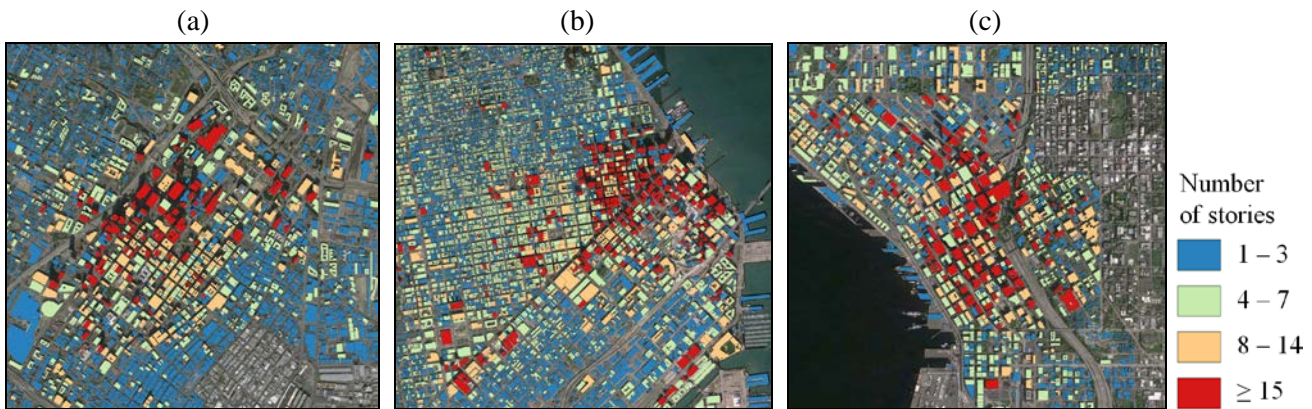 (a)
(b)
(c)
Number
of stories
1 – 3
4 – 7
8 – 14
≥ 15